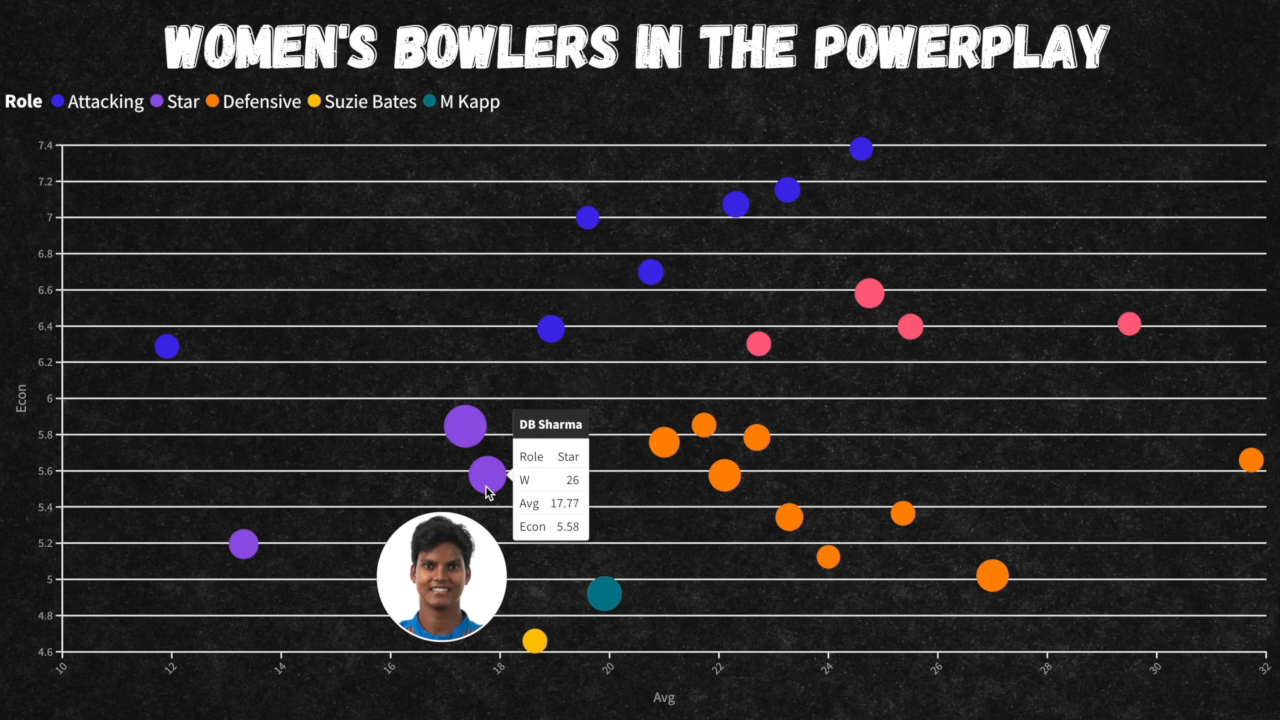 WOMEN'S BOWLERS IN THE POWERPLAY
Role Attacking Star Defensive Suzie Bates M Kapp
7.4
7.2
7
6.8
6.6
6.4
6.2
6
5.8
5.6
5.4
5.2
5
4.8
4.6
Econ
DB Sharma
Role Star
W 26
Avg 17.77
Econ 5.58
10 12 14 16 18 20 22 24 26 28 30 32
Avg